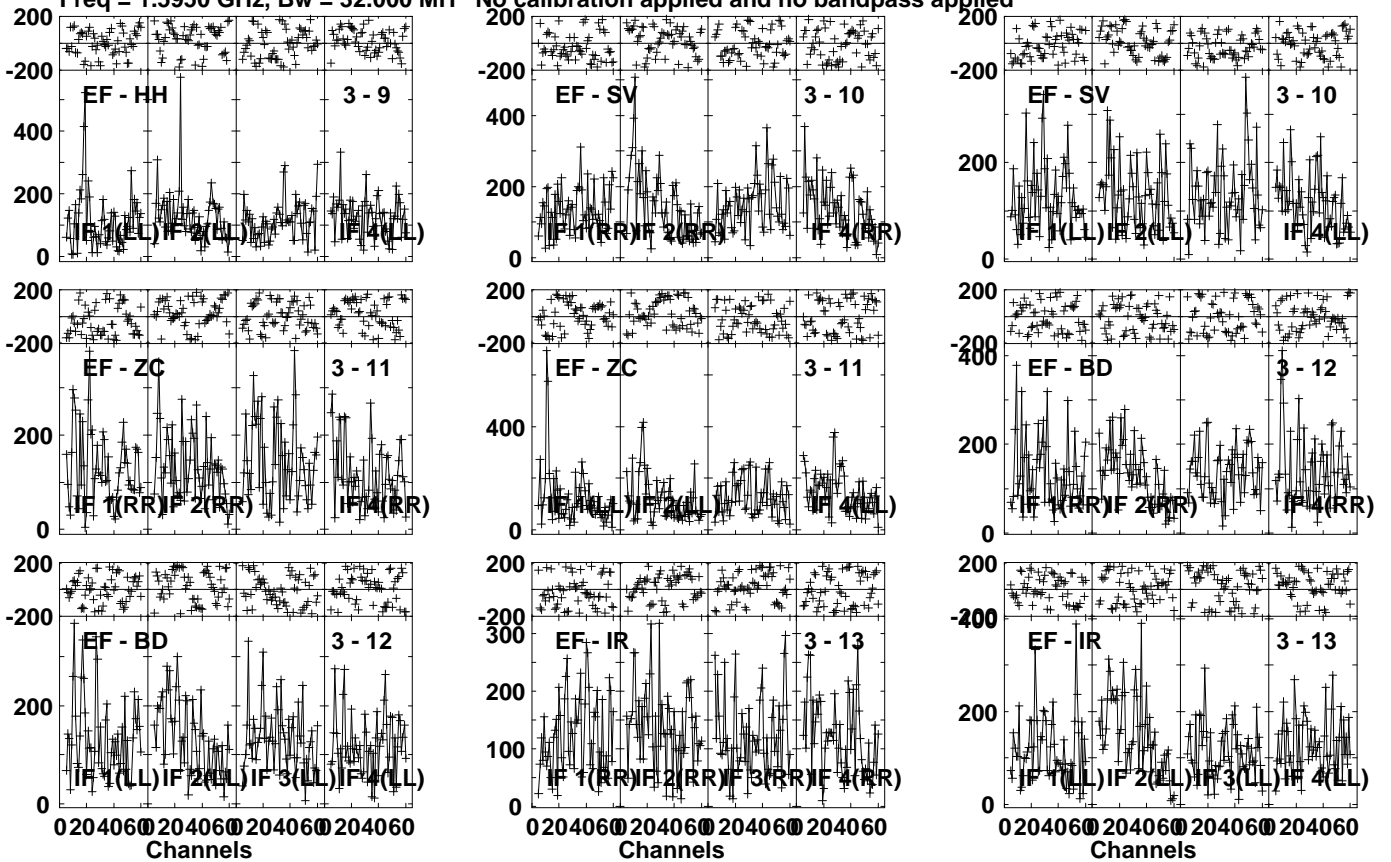 Freq = 1.5950 GHz, Bw = 32.000 MH No calibration applied and no bandpass applied
200
-200
EF - HH 3 - 9
400
200
0
IF 1(LL) IF 2(LL) IF 4(LL)
200
-200
EF - SV 3 - 10
400
200
0
IF 1(RR) IF 2(RR) IF 4(RR)
200
-200
EF - SV 3 - 10
200
0
IF 1(LL) IF 2(LL) IF 4(LL)
200
-200
EF - ZC 3 - 11
200
0
IF 1(RR) IF 2(RR) IF 4(RR)
200
-200
EF - ZC 3 - 11
400
0
IF 1(LL) IF 2(LL) IF 4(LL)
200
-200
400
EF - BD 3 - 12
200
0
IF 1(RR) IF 2(RR) IF 4(RR)
200
-200
EF - BD 3 - 12
200
0
IF 1(LL) IF 2(LL) IF 3(LL) IF 4(LL)
0 20 40 60 0 20 40 60 0 20 40 60 0 20 40 60
Channels
200
-200
300
EF - IR 3 - 13
200
100
0
IF 1(RR) IF 2(RR) IF 3(RR) IF 4(RR)
0 20 40 60 0 20 40 60 0 20 40 60 0 20 40 60
Channels
200
-200
400
EF - IR 3 - 13
200
0
IF 1(LL) IF 2(LL) IF 3(LL) IF 4(LL)
0 20 40 60 0 20 40 60 0 20 40 60 0 20 40 60
Channels